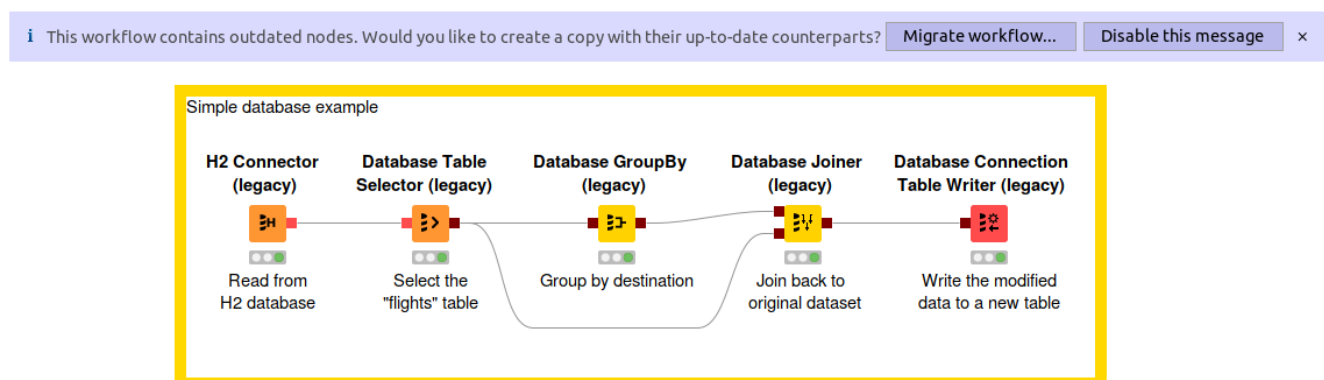 i This workflow contains outdated nodes. Would you like to create a copy with their up-to-date counterparts? Migrate workflow... Disable this message ×
Simple database example
H2 Connector
(legacy)
Read from
H2 database
Database Table
Selector (legacy)
Select the
"flights" table
Database GroupBy
(legacy)
Group by destination
Database Joiner
(legacy)
Join back to
original dataset
Database Connection
Table Writer (legacy)
Write the modified
data to a new table